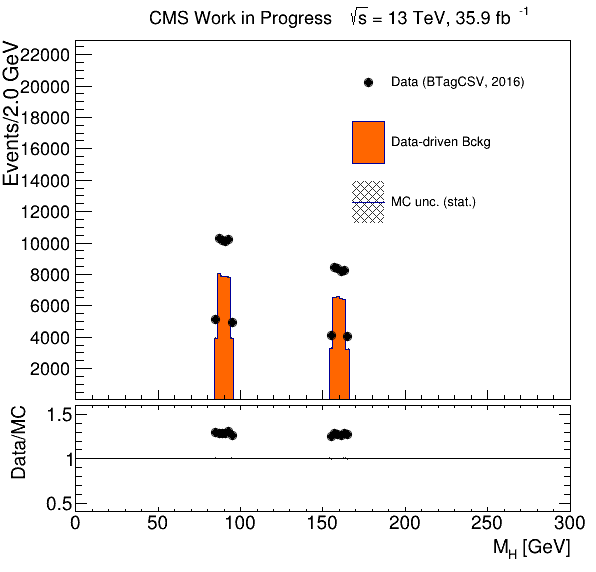 CMS Work in Progress √s = 13 TeV, 35.9 fb -1
Events/2.0 GeV
22000
20000
18000
16000
14000
12000
10000
8000
6000
4000
2000
Data (BTagCSV, 2016)
Data-driven Bckg
MC unc. (stat.)
Data/MC
1.5
1
0.5
0 50 100 150 200 250 300
M_H [GeV]